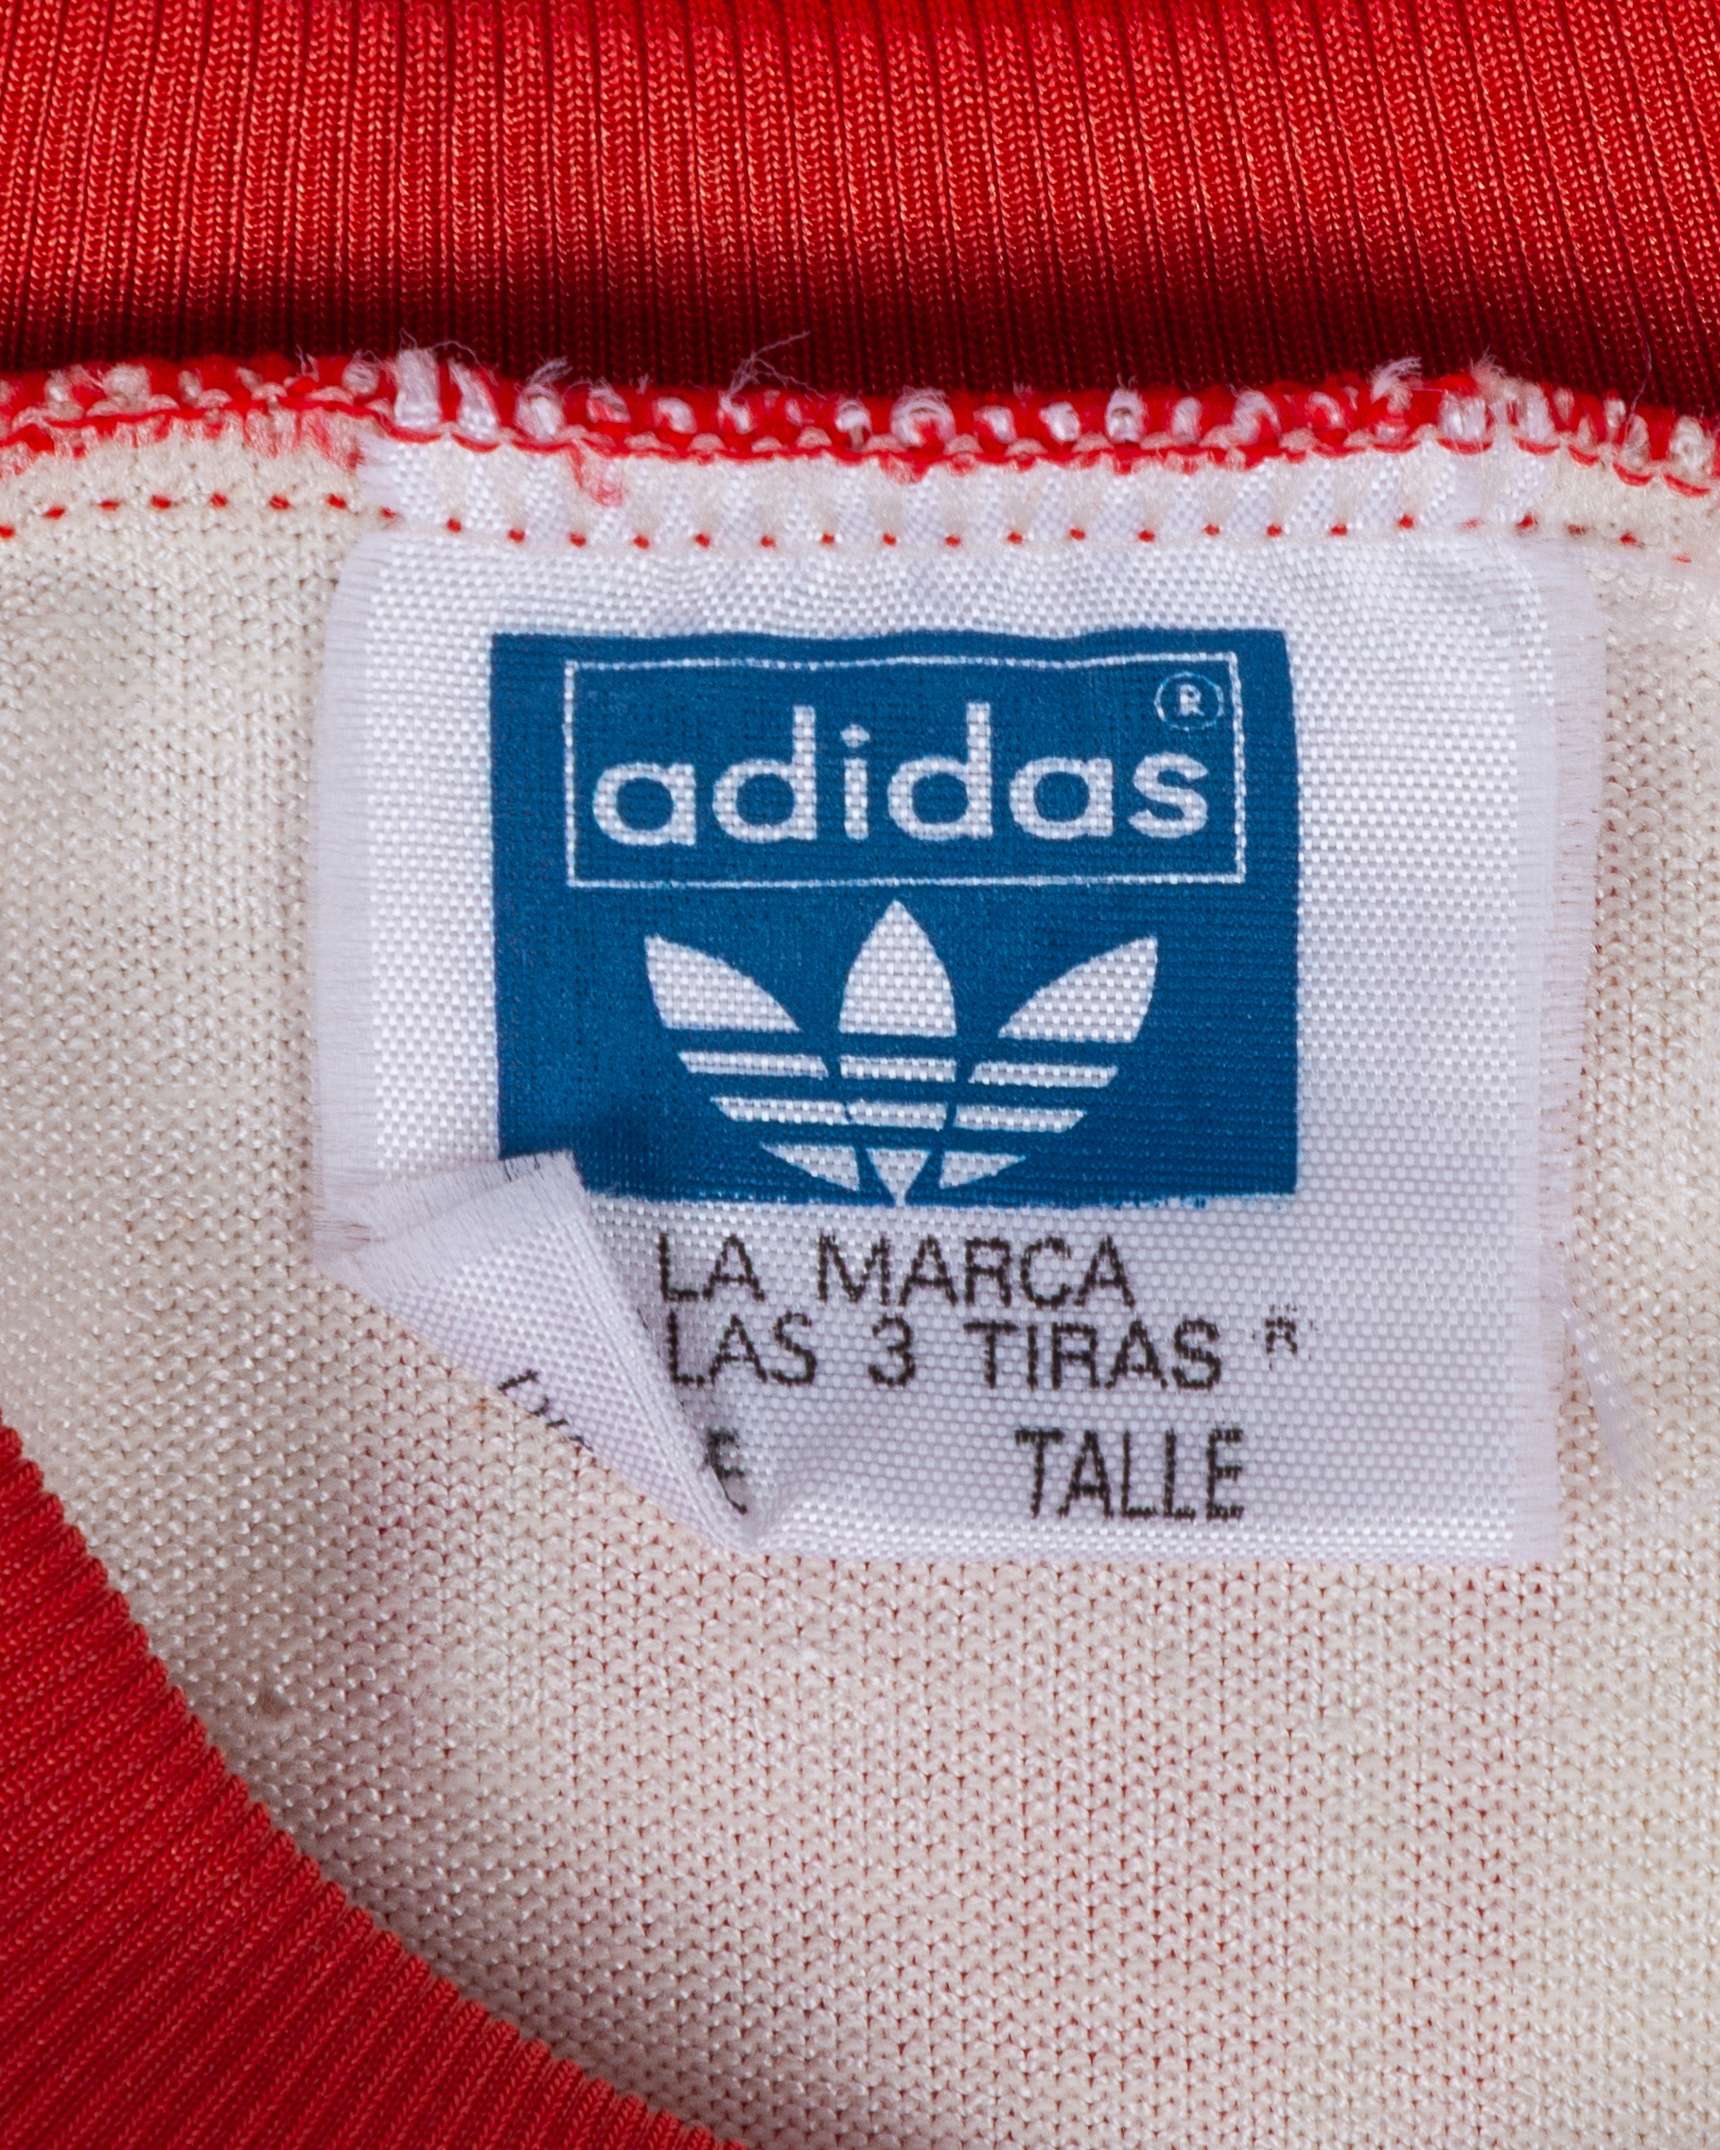 adidas ®
LA MARCA
LAS 3 TIRAS ®
TALLE